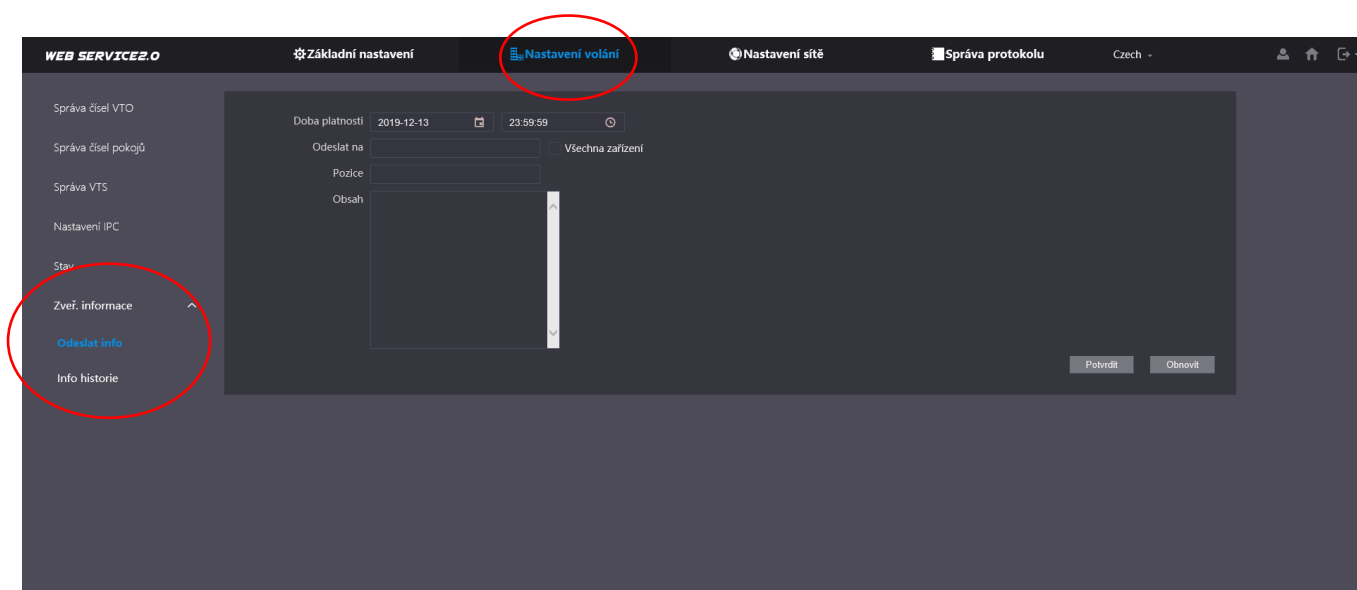 WEB SERVICE2.0 Základní nastavení Nastavení volání Nastavení sítě Správa protokolu Czech
Správa čísel VTO
Správa čísel pokojů
Správa VTS
Nastavení IPC
Stav
Zveř. informace
Odeslat info
Info historie
Doba platnosti 2019-12-13 23:59:59
Odeslat na Všechna zařízení
Pozice
Obsah
Potvrdit Obnovit